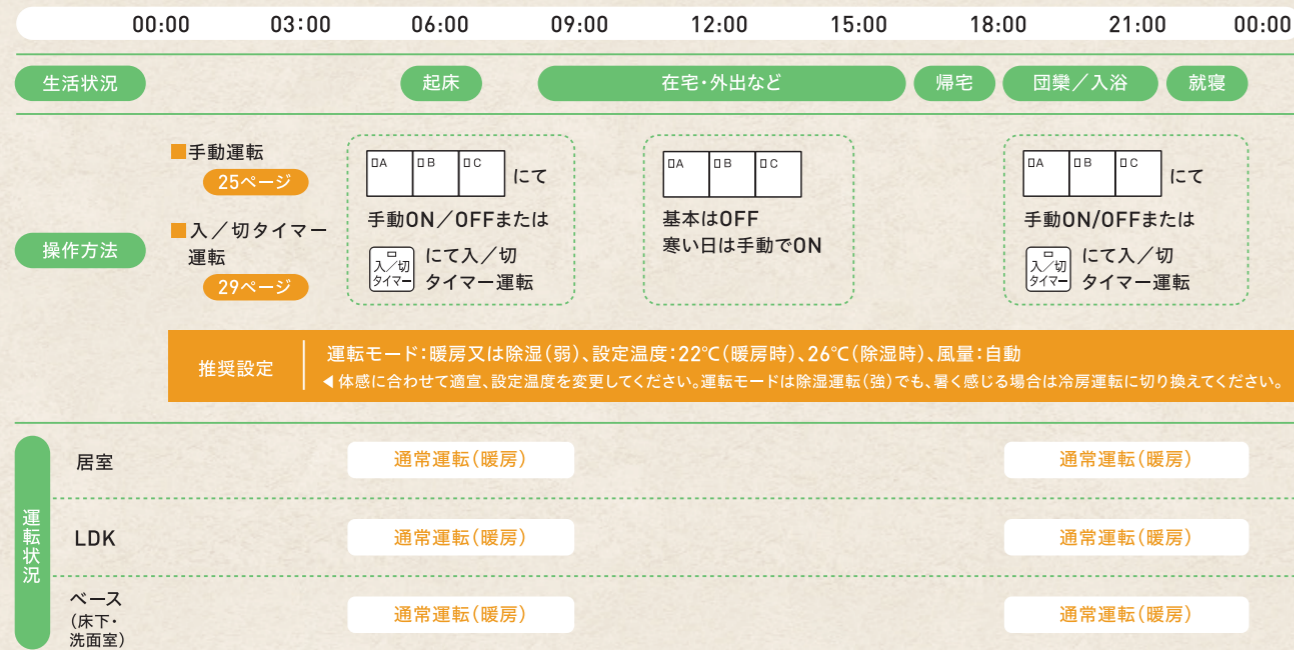 00:00 03:00 06:00 09:00 12:00 15:00 18:00 21:00 00:00
生活状況 起床 在宅・外出など 帰宅 団欒／入浴 就寝
操作方法
■手動運転
25ページ
■入／切タイマー
運転
29ページ
A B C にて
手動ON／OFFまたは
入／切
タイマー
にて入／切
タイマー運転
A B C
基本はOFF
寒い日は手動でON
A B C にて
手動ON/OFFまたは
入／切
タイマー
にて入／切
タイマー運転
推奨設定
運転モード：暖房又は除湿（弱）、設定温度：22℃（暖房時）、26℃（除湿時）、風量：自動
◀体感に合わせて適宜、設定温度を変更してください。運転モードは除湿運転（強）でも、暑く感じる場合は冷房運転に切り換えてください。
運転状況
居室 通常運転（暖房） 通常運転（暖房）
LDK 通常運転（暖房） 通常運転（暖房）
ベース
（床下・
洗面室）
通常運転（暖房） 通常運転（暖房）